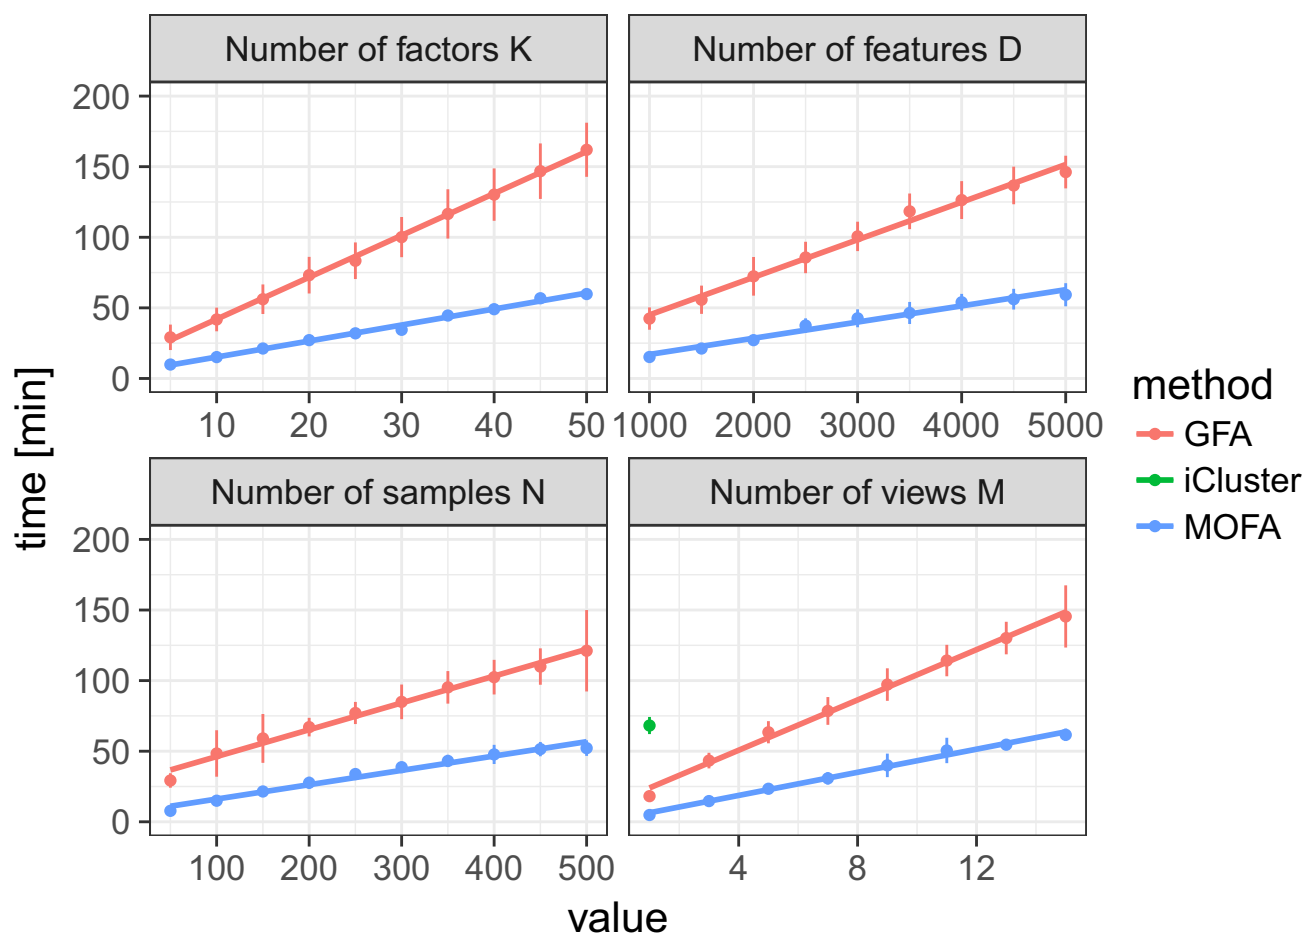 Number of factors K
Number of features D
200
150
100
50
0
10 20 30 40 50
1000 2000 3000 4000 5000
Number of samples N
Number of views M
200
150
100
50
0
100 200 300 400 500
4 8 12
time [min]
value
method
GFA
iCluster
MOFA